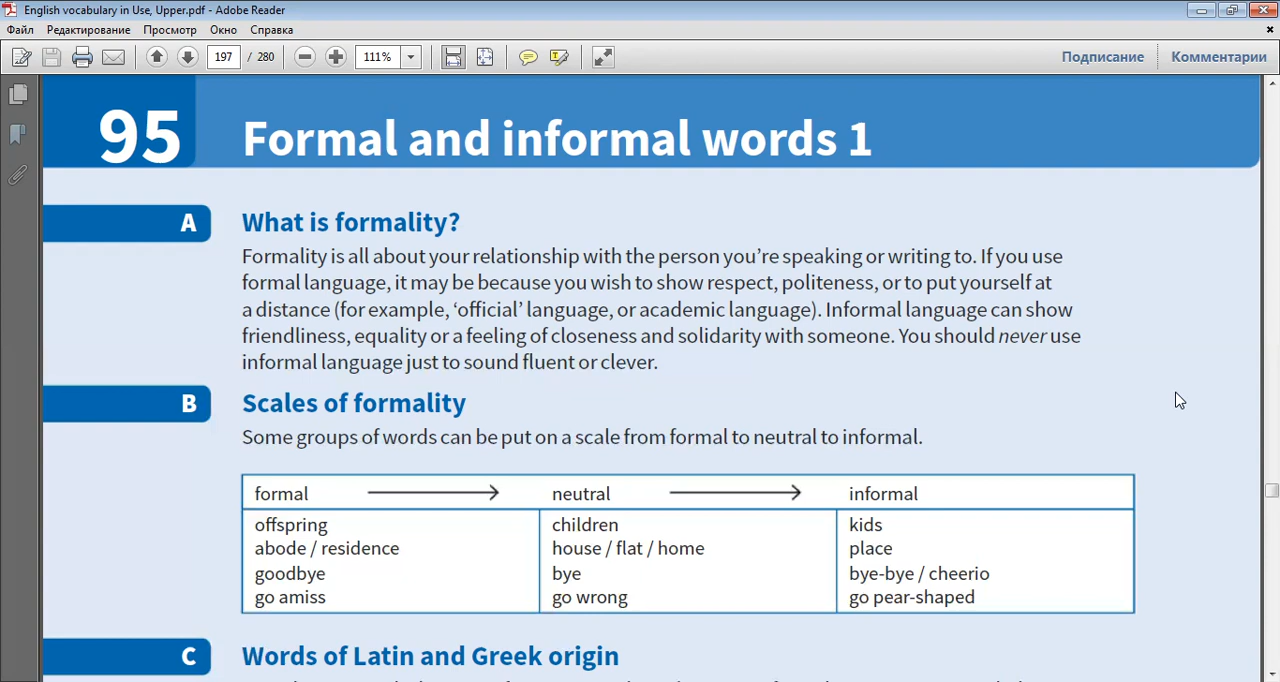 English vocabulary in Use, Upper.pdf - Adobe Reader
Файл Редактирование Просмотр Окно Справка
197 / 280 111% Подписание Комментарии
95 Formal and informal words 1
A What is formality?
Formality is all about your relationship with the person you’re speaking or writing to. If you use
formal language, it may be because you wish to show respect, politeness, or to put yourself at
a distance (for example, ‘official’ language, or academic language). Informal language can show
friendliness, equality or a feeling of closeness and solidarity with someone. You should never use
informal language just to sound fluent or clever.
B Scales of formality
Some groups of words can be put on a scale from formal to neutral to informal.
formal neutral informal
offspring children kids
abode / residence house / flat / home place
goodbye bye bye-bye / cheerio
go amiss go wrong go pear-shaped
C Words of Latin and Greek origin